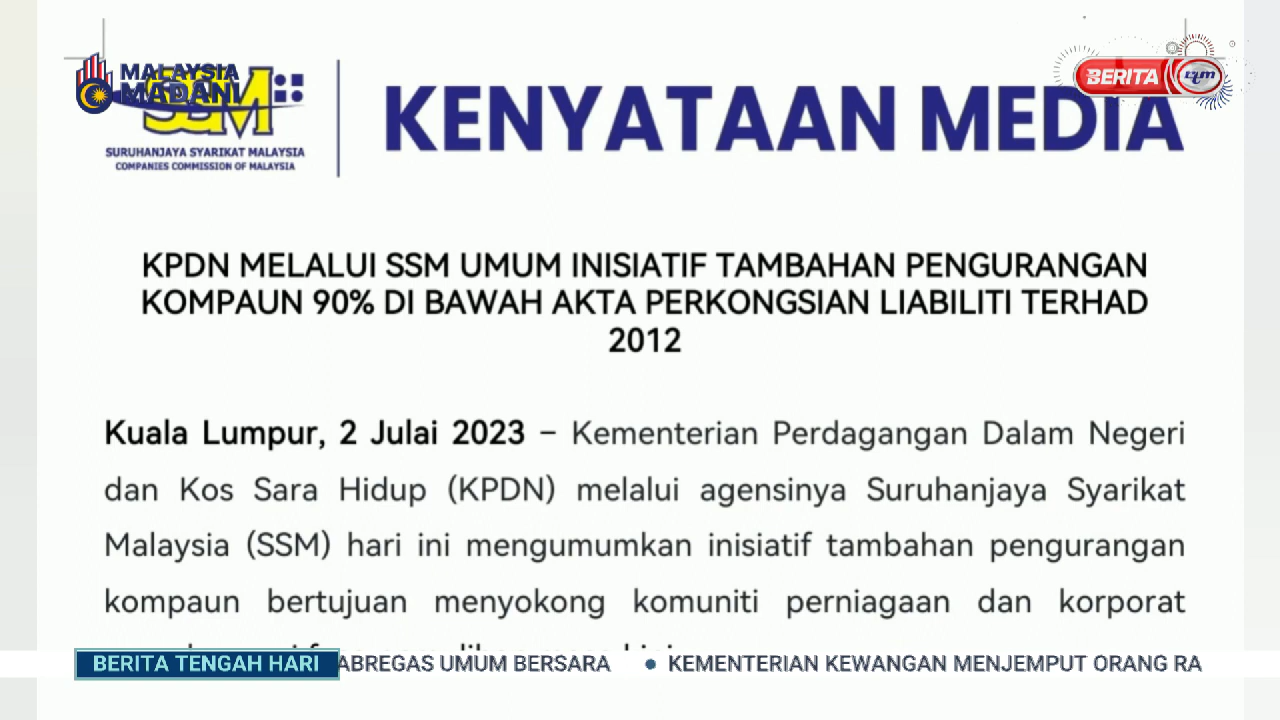 MALAYSIA
MADANI
SSM
SURUHANJAYA SYARIKAT MALAYSIA
COMPANIES COMMISSION OF MALAYSIA
KENYATAAN MEDIA
BERITA rtm
KPDN MELALUI SSM UMUM INISIATIF TAMBAHAN PENGURANGAN
KOMPAUN 90% DI BAWAH AKTA PERKONGSIAN LIABILITI TERHAD
2012
Kuala Lumpur, 2 Julai 2023 – Kementerian Perdagangan Dalam Negeri
dan Kos Sara Hidup (KPDN) melalui agensinya Suruhanjaya Syarikat
Malaysia (SSM) hari ini mengumumkan inisiatif tambahan pengurangan
kompaun bertujuan menyokong komuniti perniagaan dan korporat
BERITA TENGAH HARI ABREGAS UMUM BERSARA • KEMENTERIAN KEWANGAN MENJEMPUT ORANG RA